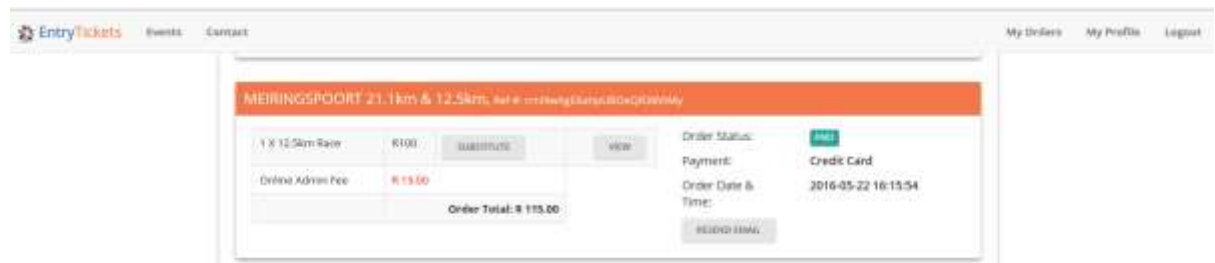 EntryTickets Events Contact My Orders My Profile Logout
MEIRINGSPOORT 21.1km & 12.5km, Ref #:
1 X 12.5km Race R100 SUBSTITUTE VIEW
Online Admin Fee R 15.00
Order Total: R 115.00
Order Status: PAID
Payment: Credit Card
Order Date & 2016-05-22 16:15:54
Time:
RESEND EMAIL